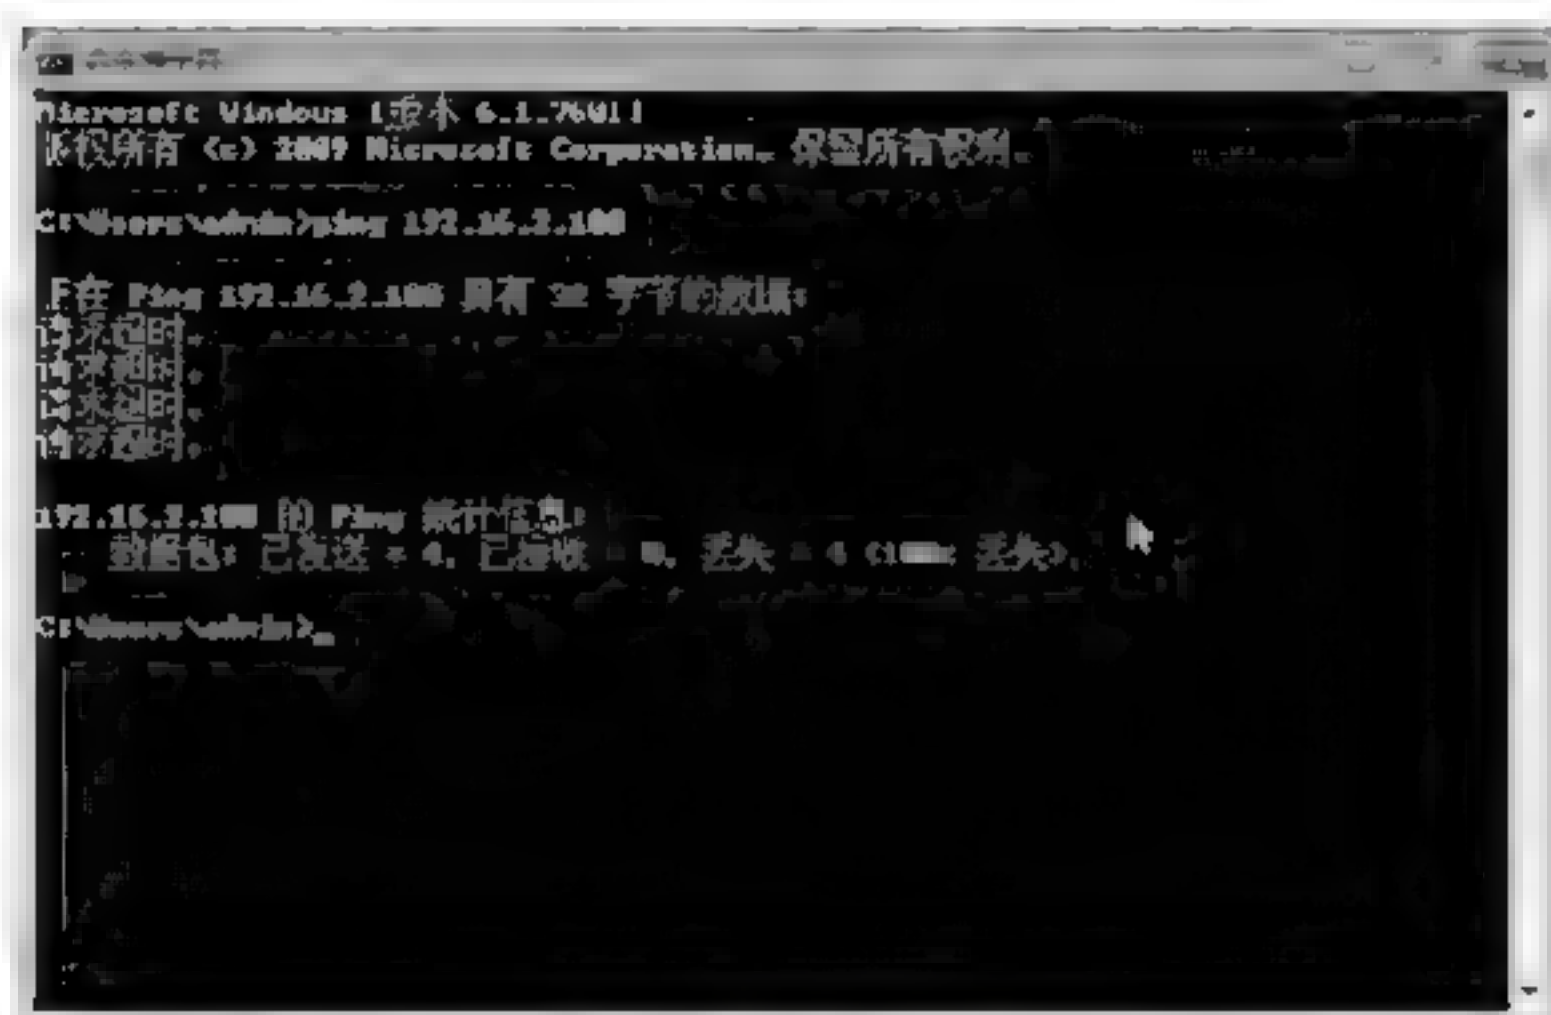 命令提示符
Microsoft Windows [版本 6.1.7601]
版权所有 (c) 2009 Microsoft Corporation。保留所有权利。
C:\Users\admin>ping 192.16.2.100
正在 Ping 192.16.2.100 具有 32 字节的数据:
请求超时。
请求超时。
请求超时。
请求超时。
192.16.2.100 的 Ping 统计信息:
数据包: 已发送 = 4, 已接收 = 0, 丢失 = 4 (100% 丢失),
C:\Users\admin>_